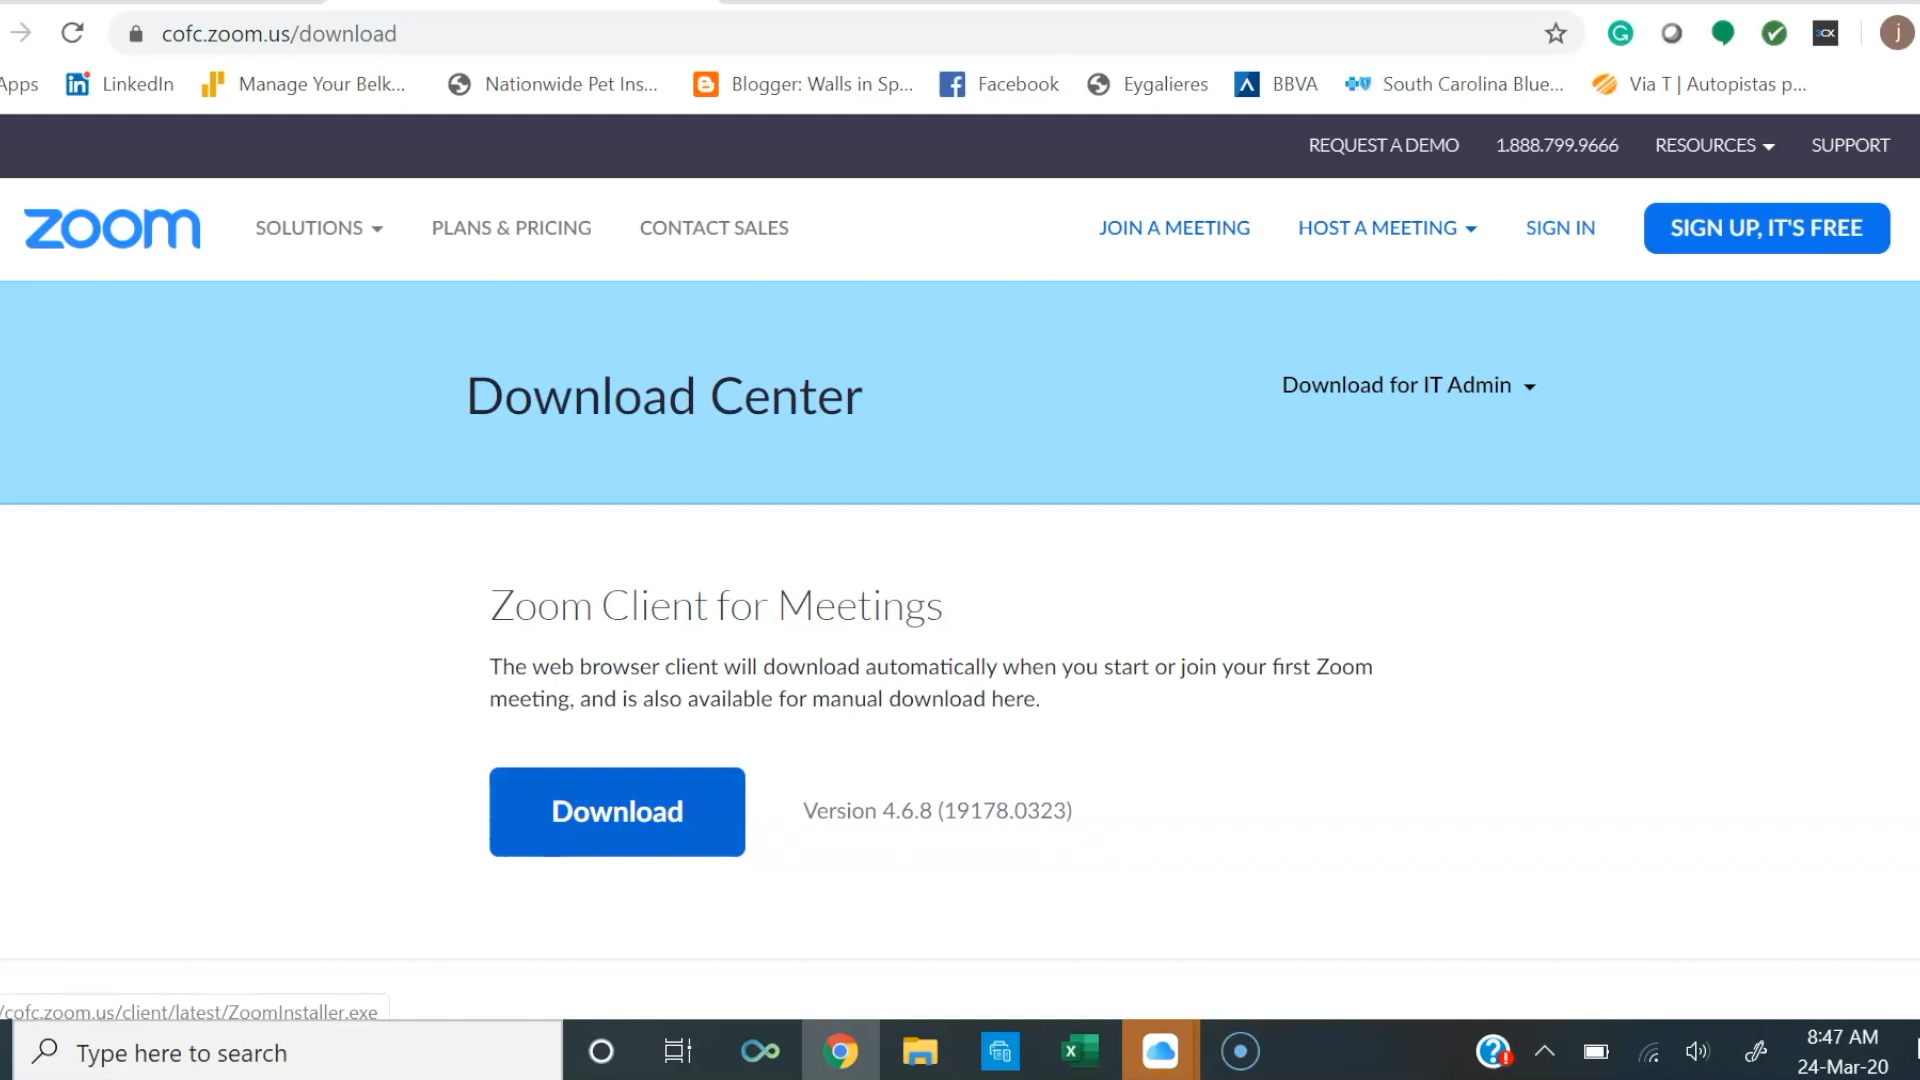 cofc.zoom.us/download
Apps LinkedIn Manage Your Belk... Nationwide Pet Ins... Blogger: Walls in Sp... Facebook Eygalieres BBVA South Carolina Blue... Via T | Autopistas p...
REQUEST A DEMO 1.888.799.9666 RESOURCES SUPPORT
zoom SOLUTIONS PLANS & PRICING CONTACT SALES JOIN A MEETING HOST A MEETING SIGN IN SIGN UP, IT'S FREE
Download Center
Download for IT Admin
Zoom Client for Meetings
The web browser client will download automatically when you start or join your first Zoom
meeting, and is also available for manual download here.
Download Version 4.6.8 (19178.0323)
/cofc.zoom.us/client/latest/ZoomInstaller.exe
Type here to search
8:47 AM
24-Mar-20